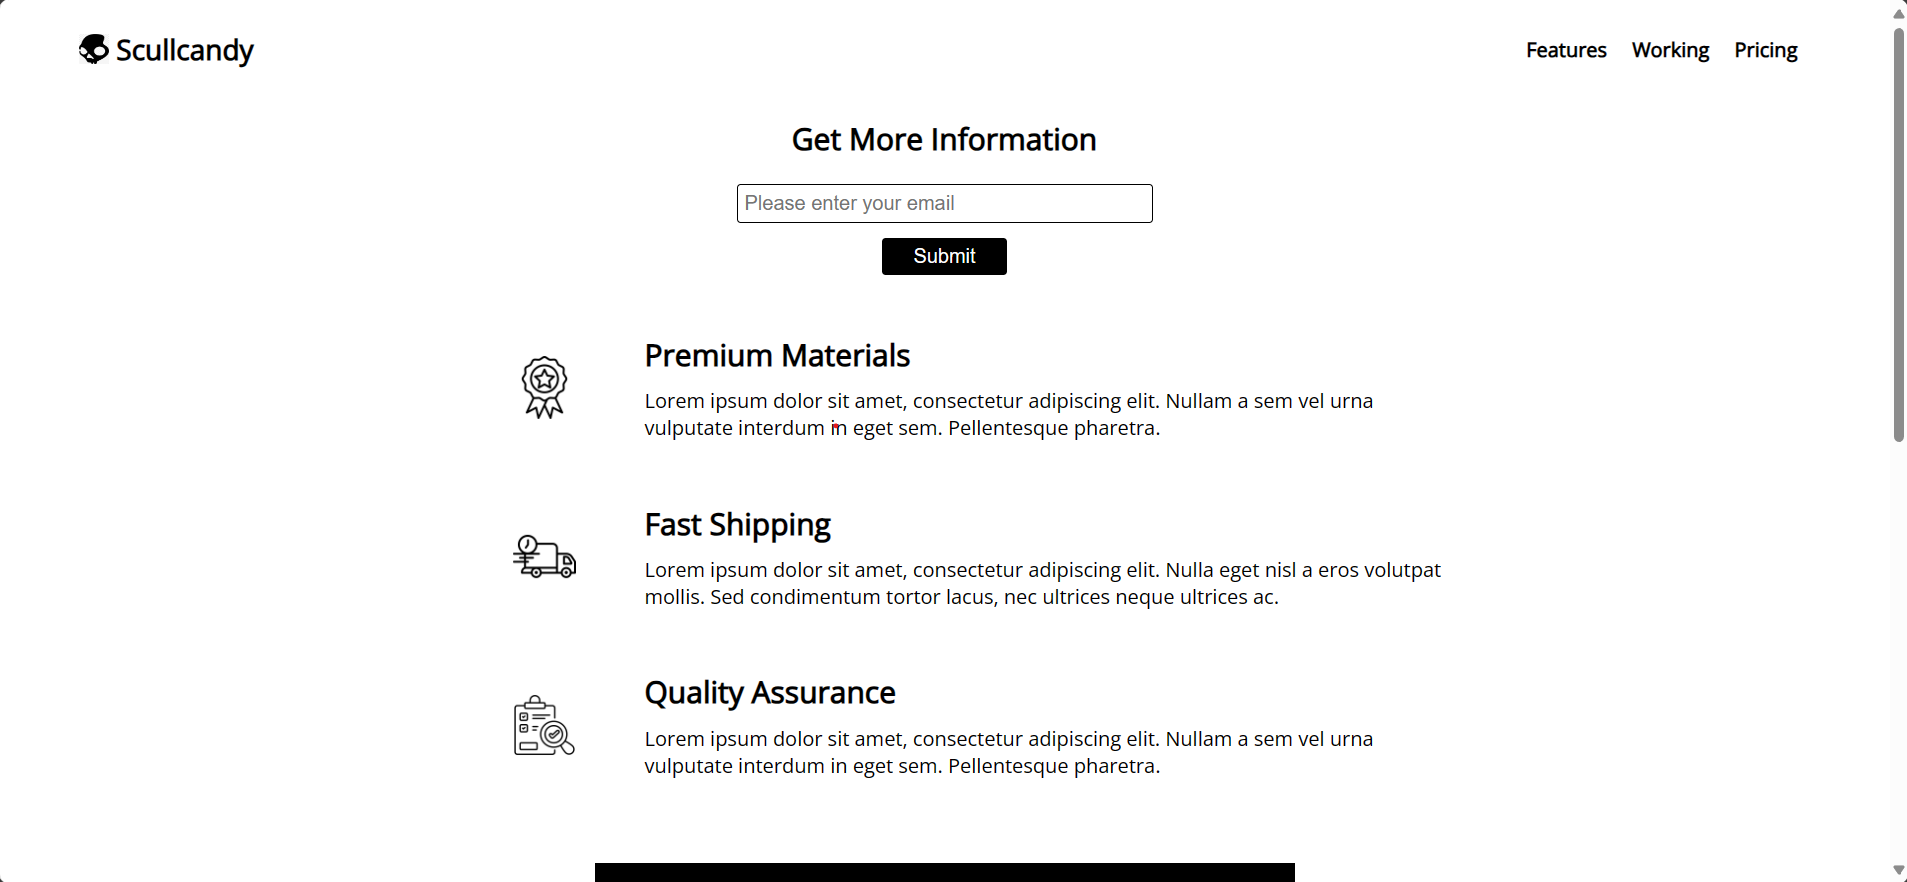 Scullcandy
Features Working Pricing
Get More Information
Please enter your email
Submit
Premium Materials
Lorem ipsum dolor sit amet, consectetur adipiscing elit. Nullam a sem vel urna
vulputate interdum in eget sem. Pellentesque pharetra.
Fast Shipping
Lorem ipsum dolor sit amet, consectetur adipiscing elit. Nulla eget nisl a eros volutpat
mollis. Sed condimentum tortor lacus, nec ultrices neque ultrices ac.
Quality Assurance
Lorem ipsum dolor sit amet, consectetur adipiscing elit. Nullam a sem vel urna
vulputate interdum in eget sem. Pellentesque pharetra.